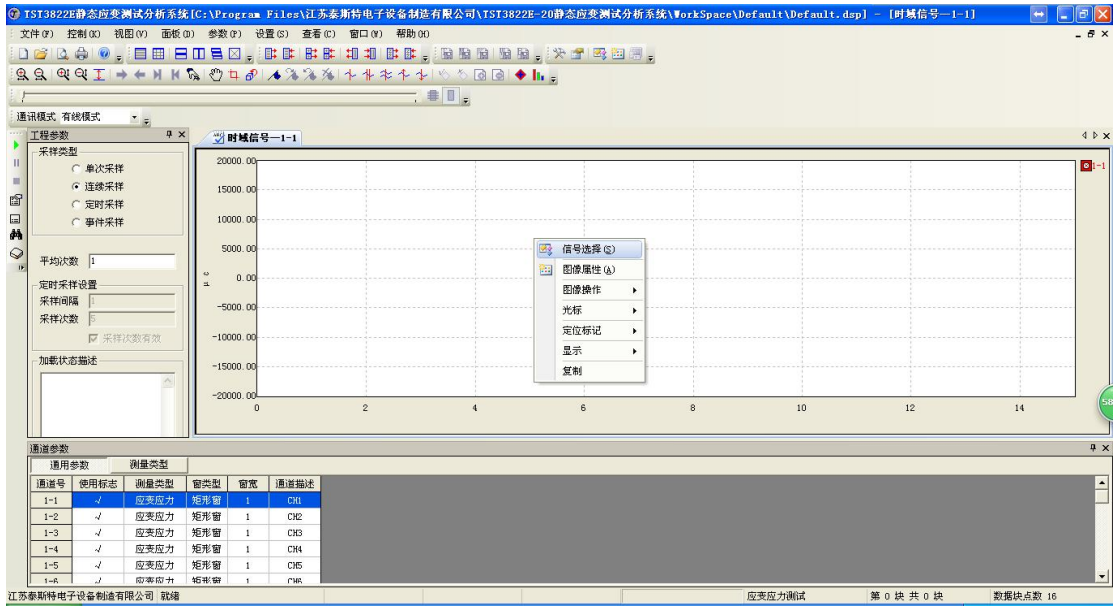 TST3822E静态应变测试分析系统[C:\Program Files\江苏泰斯特电子设备制造有限公司\TST3822E-20静态应变测试分析系统\WorkSpace\Default\Default.dsp] - [时域信号—1-1]
文件(F) 控制(K) 视图(V) 面板(D) 参数(P) 设置(S) 查看(C) 窗口(W) 帮助(H)
通讯模式 有线模式
工程参数
时域信号—1-1
采样类型
单次采样
连续采样
定时采样
事件采样
平均次数 1
定时采样设置
采样间隔 1
采样次数 5
采样次数有效
加载状态描述
20000.00
15000.00
10000.00
5000.00
0.00
-5000.00
-10000.00
-15000.00
-20000.00
με
0 2 4 6 8 10 12 14
1-1
信号选择(S)
图像属性(A)
图像操作
光标
定位标记
显示
复制
58
通道参数
通用参数 测量类型
通道号 使用标志 测量类型 窗类型 窗宽 通道描述
1-1 √ 应变应力 矩形窗 1 CH1
1-2 √ 应变应力 矩形窗 1 CH2
1-3 √ 应变应力 矩形窗 1 CH3
1-4 √ 应变应力 矩形窗 1 CH4
1-5 √ 应变应力 矩形窗 1 CH5
1-6 √ 应变应力 矩形窗 1 CH6
江苏泰斯特电子设备制造有限公司 就绪 应变应力测试 第 0 块 共 0 块 数据块点数 16